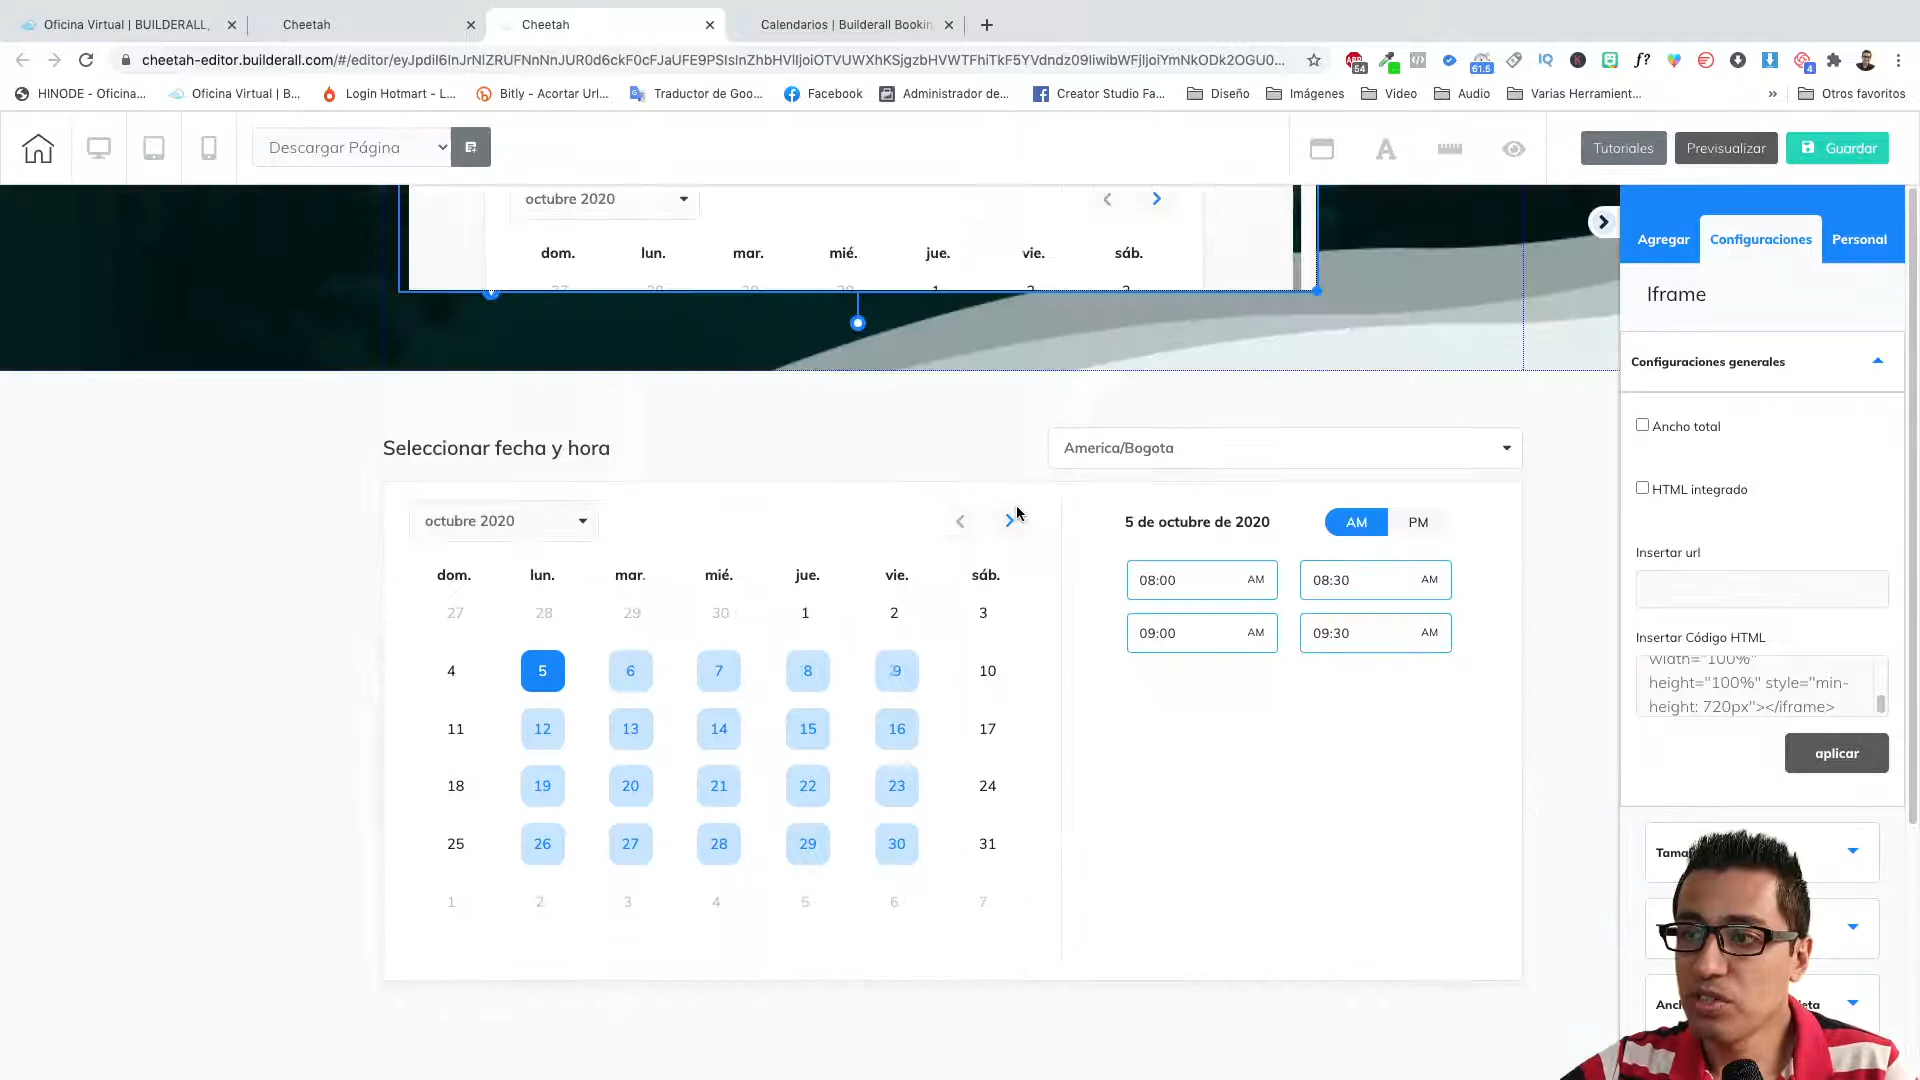 Oficina Virtual | BUILDERALL,
Cheetah
Cheetah
Calendarios | Builderall Bookin
cheetah-editor.builderall.com/#/editor/eyJpdiI6InJrNlZRUFNnNnJUR0d6ckF0cFJaUFE9PSIsInZhbHVlIjoiOTVUWXhKSjgzbHVWTFhiTkF5YVdndz09IiwibWFjIjoiYmNkODk2OGU0...
HINODE - Oficina...
Oficina Virtual | B...
Login Hotmart - L...
Bitly - Acortar Url...
Traductor de Goo...
Facebook
Administrador de...
Creator Studio Fa...
Diseño
Imágenes
Video
Audio
Varias Herramient...
»
Otros favoritos
Descargar Página
Tutoriales
Previsualizar
Guardar
octubre 2020
dom. lun. mar. mié. jue. vie. sáb.
Agregar
Configuraciones
Personal
Iframe
Configuraciones generales
Ancho total
HTML integrado
Insertar url
Insertar Código HTML
width="100%"
height="100%" style="min-
height: 720px"></iframe>
aplicar
Seleccionar fecha y hora
America/Bogota
octubre 2020
dom. lun. mar. mié. jue. vie. sáb.
27 28 29 30 1 2 3
4 5 6 7 8 9 10
11 12 13 14 15 16 17
18 19 20 21 22 23 24
25 26 27 28 29 30 31
1 2 3 4 5 6 7
5 de octubre de 2020
AM
PM
08:00 AM
08:30 AM
09:00 AM
09:30 AM